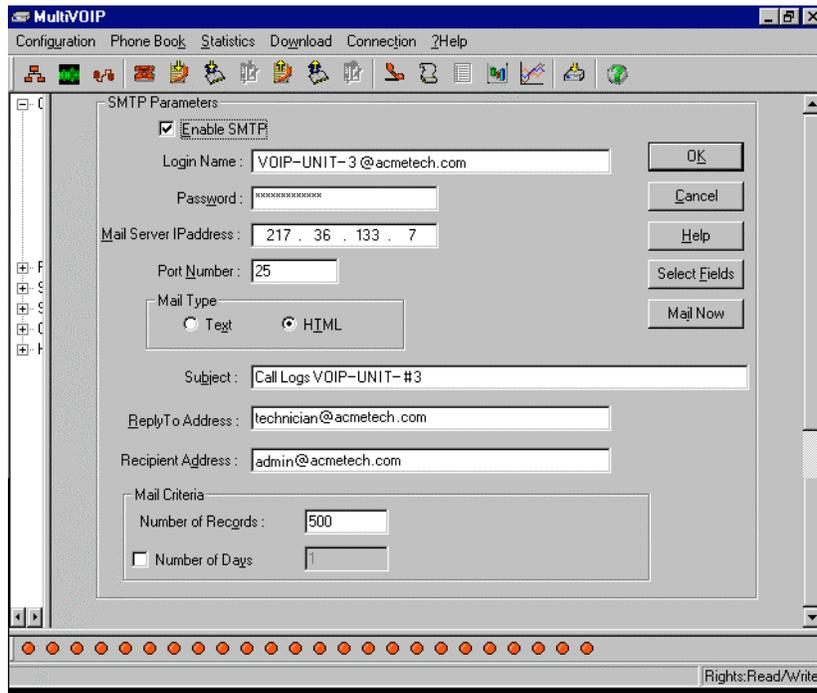 MultiVOIP
Configuration Phone Book Statistics Download Connection ?Help
SMTP Parameters
Enable SMTP
Login Name : VOIP-UNIT-3@acmetech.com
OK
Password : *************
Cancel
Mail Server IPaddress : 217 . 36 . 133 . 7
Help
Port Number : 25
Select Fields
Mail Type
Text HTML
Mail Now
Subject : Call Logs VOIP-UNIT-#3
ReplyTo Address : technician@acmetech.com
Recipient Address : admin@acmetech.com
Mail Criteria
Number of Records : 500
Number of Days 1
Rights:Read/Write